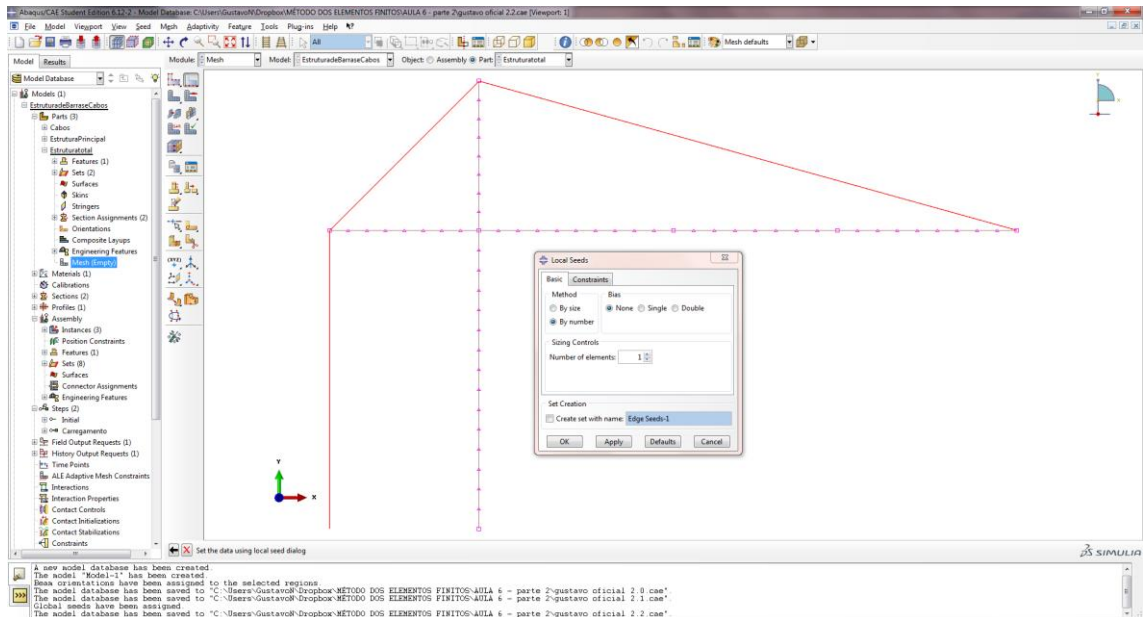 Abaqus/CAE Student Edition 6.12-2 - Model Database: C:\Users\GustavoN\Dropbox\MÉTODO DOS ELEMENTOS FINITOS\AULA 6 - parte 2\gustavo oficial 2.2.cae [Viewport: 1]
File Model Viewport View Seed Mesh Adaptivity Feature Tools Plug-ins Help
All
Mesh defaults
Model Results
Module: Mesh Model: EstruturadeBarraseCabos Object: Assembly Part: Estruturatotal
Model Database
Models (1)
EstruturadeBarraseCabos
Parts (3)
Cabos
EstruturaPrincipal
Estruturatotal
Features (1)
Sets (2)
Surfaces
Skins
Stringers
Section Assignments (2)
Orientations
Composite Layups
Engineering Features
Mesh (Empty)
Materials (1)
Calibrations
Sections (2)
Profiles (1)
Assembly
Instances (3)
Position Constraints
Features (1)
Sets (8)
Surfaces
Connector Assignments
Engineering Features
Steps (2)
Initial
Carregamento
Field Output Requests (1)
History Output Requests (1)
Time Points
ALE Adaptive Mesh Constraints
Interactions
Interaction Properties
Contact Controls
Contact Initializations
Contact Stabilizations
Constraints
Local Seeds
Basic Constraints
Method Bias
By size None Single Double
By number
Sizing Controls
Number of elements: 1
Set Creation
Create set with name: Edge Seeds-1
OK Apply Defaults Cancel
Y
X
Set the data using local seed dialog
SIMULIA
A new model database has been created.
The model "Model-1" has been created.
Beam orientations have been assigned to the selected regions.
The model database has been saved to "C:\Users\GustavoN\Dropbox\MÉTODO DOS ELEMENTOS FINITOS\AULA 6 - parte 2\gustavo oficial 2.0.cae".
The model database has been saved to "C:\Users\GustavoN\Dropbox\MÉTODO DOS ELEMENTOS FINITOS\AULA 6 - parte 2\gustavo oficial 2.1.cae".
Global seeds have been assigned.
The model database has been saved to "C:\Users\GustavoN\Dropbox\MÉTODO DOS ELEMENTOS FINITOS\AULA 6 - parte 2\gustavo oficial 2.2.cae".